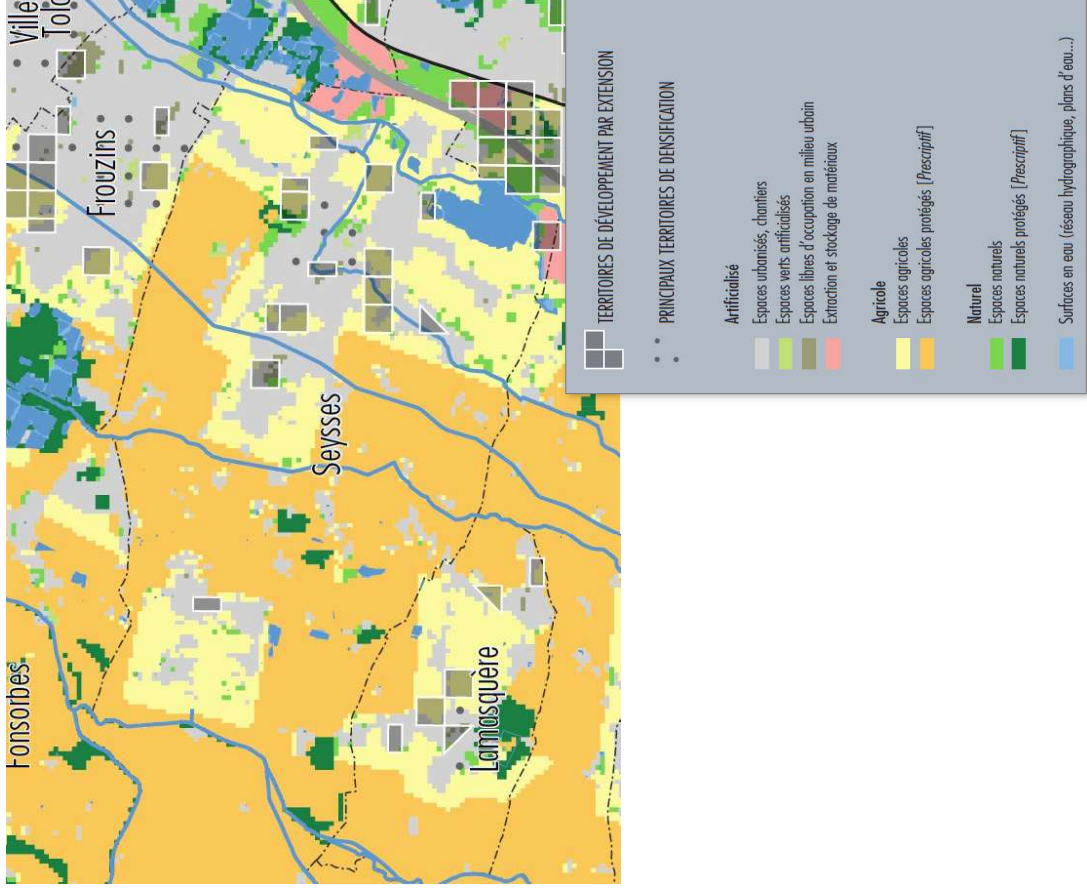 Ville
Tolo
Frouzins
Seysses
Fonsorbes
Lamasquère
TERRITOIRES DE DÉVELOPPEMENT PAR EXTENSION
PRINCIPAUX TERRITOIRES DE DENSIFICATION
Artificialisé
Espaces urbanisés, chantiers
Espaces verts artificialisés
Espaces libres d'occupation en milieu urbain
Extraction et stockage de matériaux
Agricole
Espaces agricoles
Espaces agricoles protégés [Prescriptif]
Naturel
Espaces naturels
Espaces naturels protégés [Prescriptif]
Surfaces en eau (réseau hydrographique, plans d'eau...)